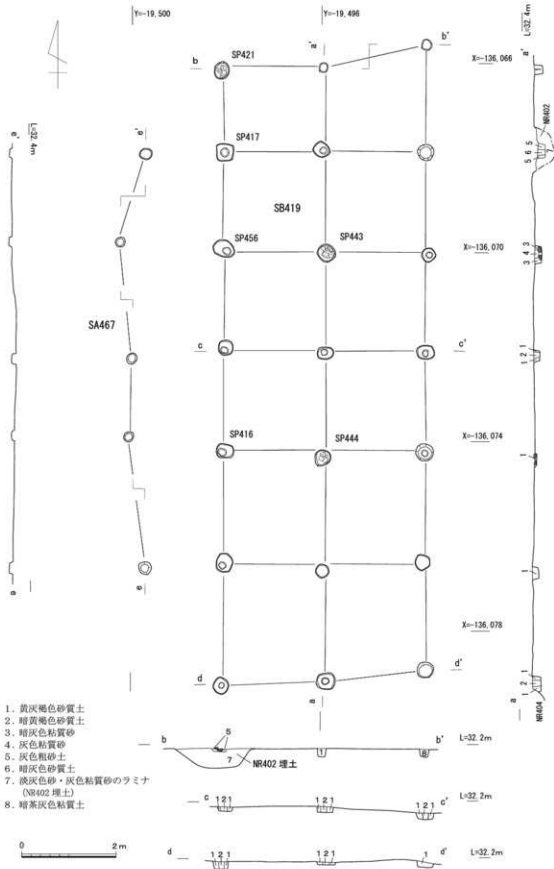 Y=-19,500
Y=-19,496
L=32.4m
a'
b
SP421
a'
b'
X=-136,066
L=32.4m
e'
e'
SP417
NR402
5
6
5
7
SB419
SP456
SP443
X=-136,070
3
4
3
SA467
c
c'
1
2
1
SP416
SP444
X=-136,074
1
e
e
1
X=-136,078
d
d'
a
1
2
1
a
NR404
1. 黄灰褐色砂質土
2. 暗黄褐色砂質土
3. 暗灰色粘質砂
4. 灰色粘質砂
5. 灰色粗砂土
6. 暗灰色砂質土
7. 淡灰色砂・灰色粘質砂のラミナ
(NR402 埋土)
8. 暗茶灰色粘質土
b
5
7
NR402 埋土
1
8
b'
L=32.2m
c
1 2 1
1 2 1
1 2 1
c'
L=32.2m
d
1 2 1
1 2 1
1
d'
L=32.2m
0
2 m